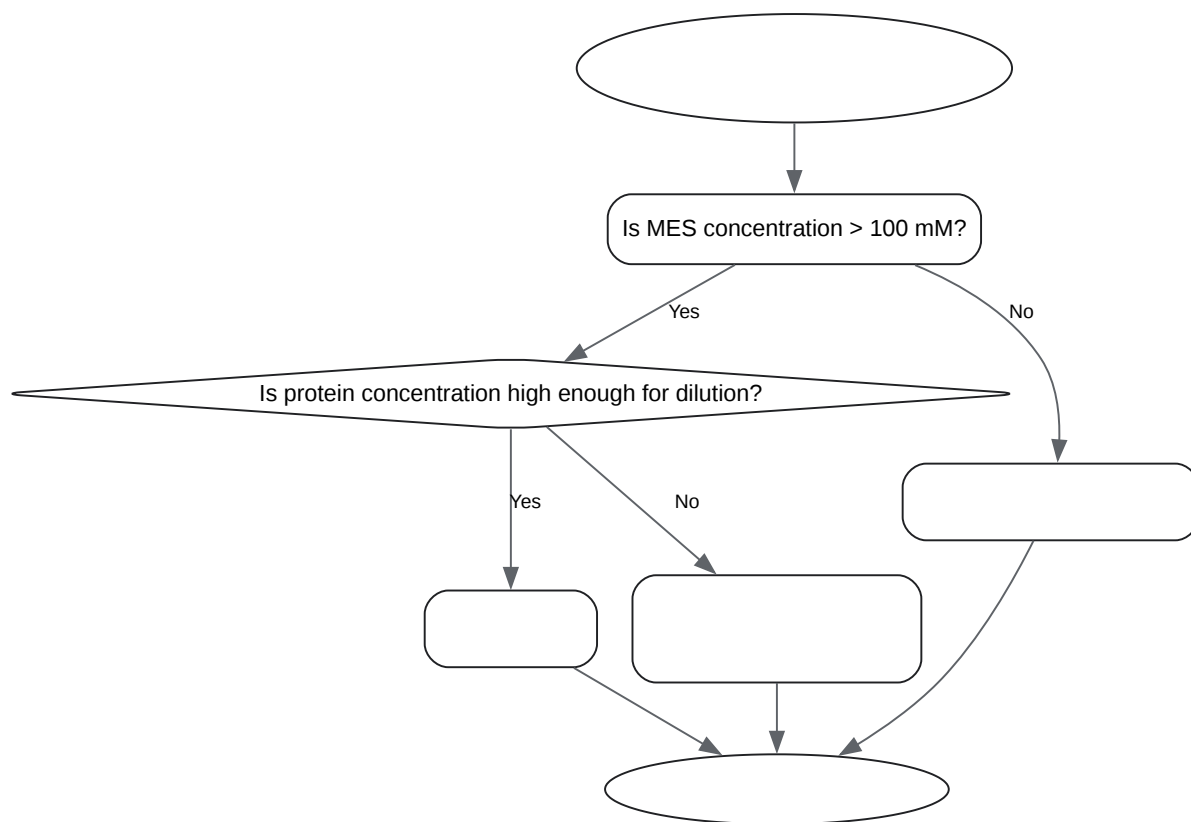 Is MES concentration > 100 mM?
Yes
No
Is protein concentration high enough for dilution?
Yes
No